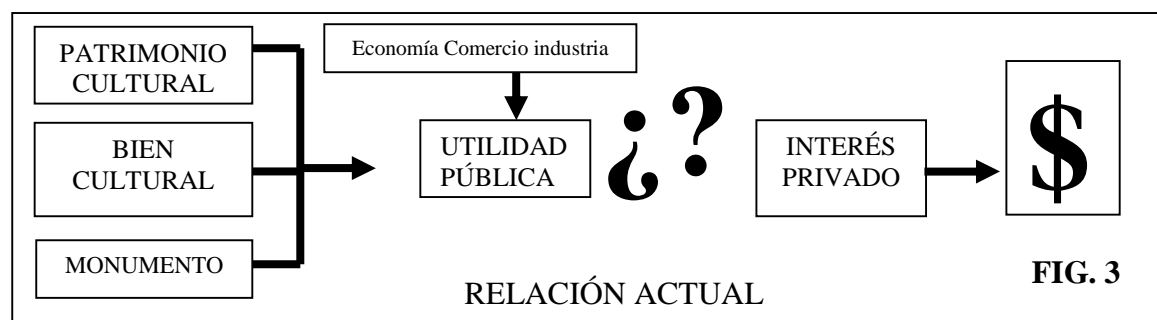 PATRIMONIO
CULTURAL
BIEN
CULTURAL
MONUMENTO
Economía Comercio industria
UTILIDAD
PÚBLICA
¿?
INTERÉS
PRIVADO
$
FIG. 3
RELACIÓN ACTUAL